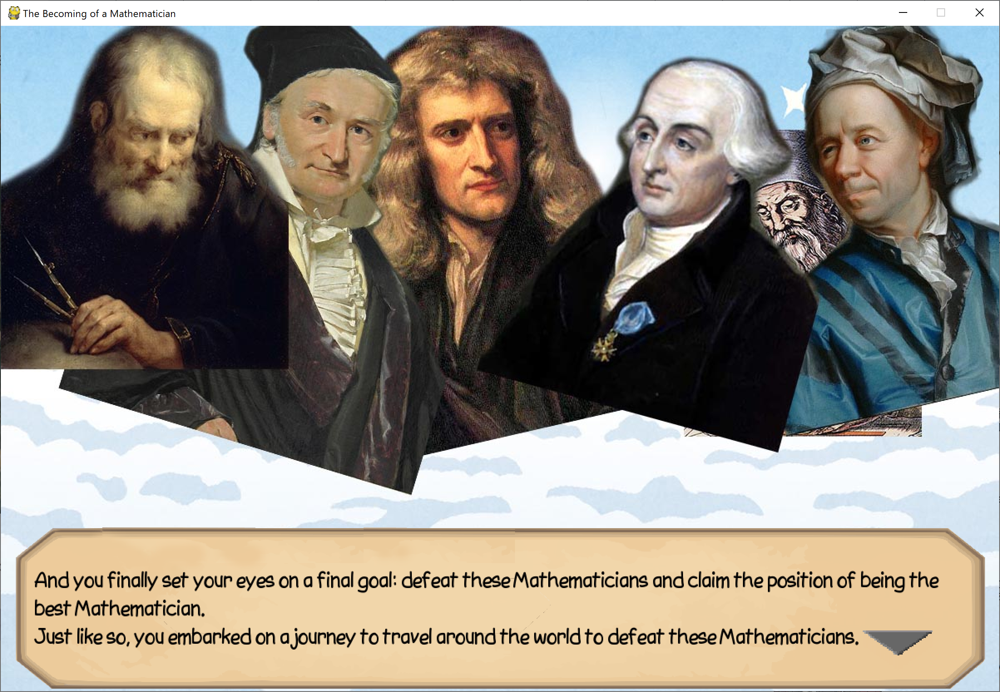 The Becoming of a Mathematician
And you finally set your eyes on a final goal: defeat these Mathematicians and claim the position of being the
best Mathematician.
Just like so, you embarked on a journey to travel around the world to defeat these Mathematicians.